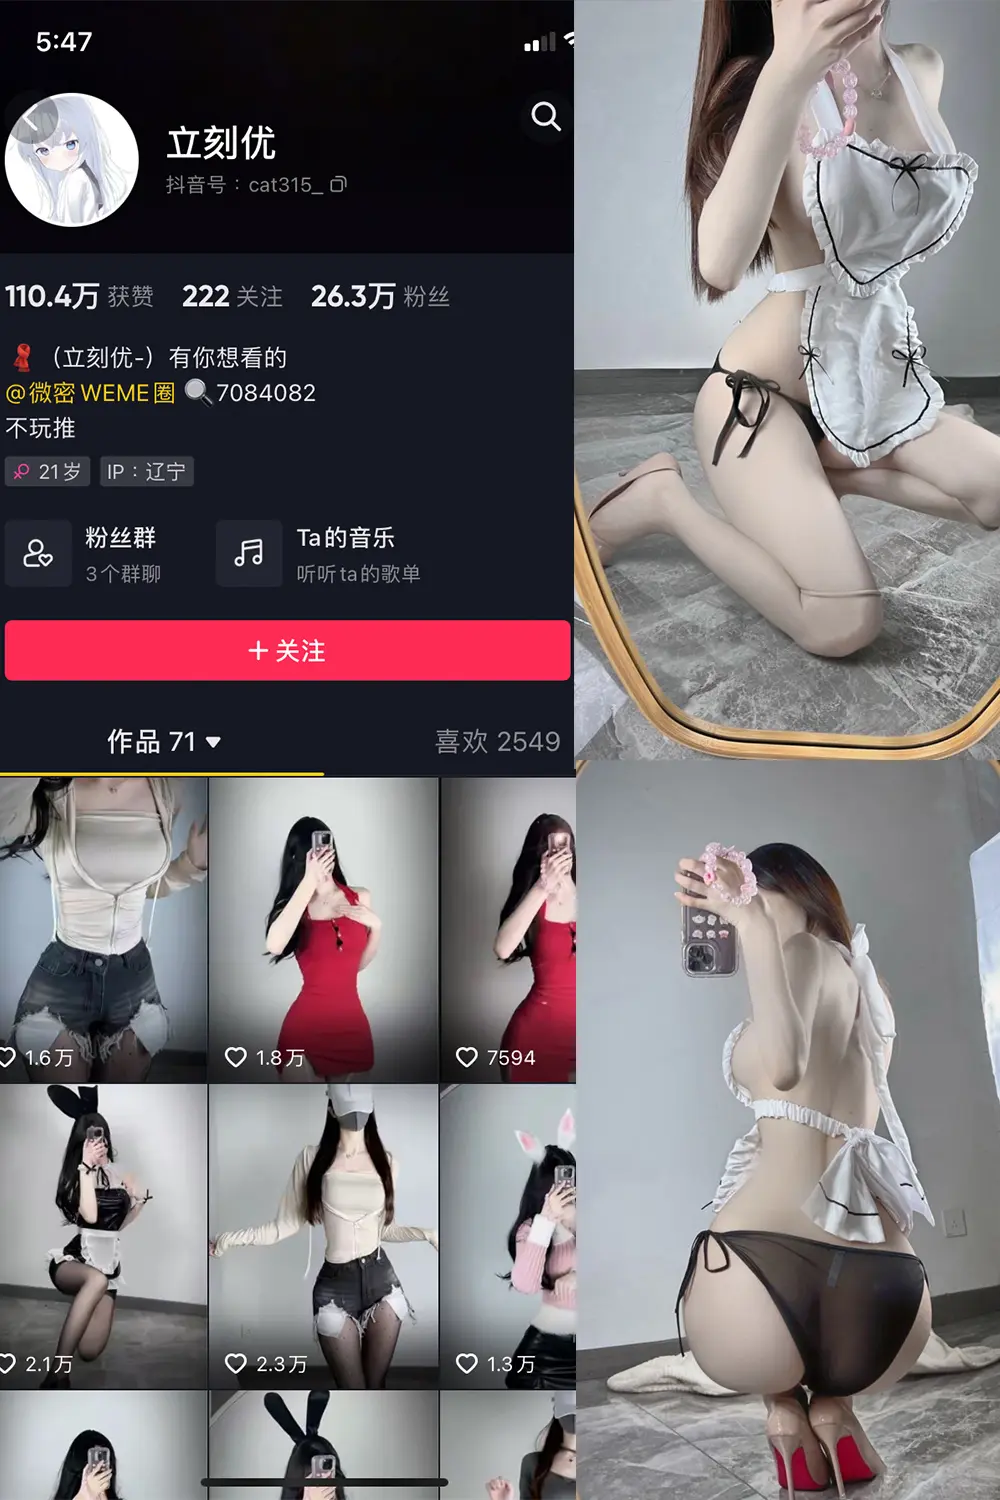 5:47
立刻优
抖音号：cat315_
110.4万 获赞 222 关注 26.3万 粉丝
（立刻优-）有你想看的
@微密 WEME圈 🔍7084082
不玩推
21岁 IP：辽宁
粉丝群
3个群聊
Ta的音乐
听听ta的歌单
+ 关注
作品 71
喜欢 2549
1.6万
1.8万
7594
2.1万
2.3万
1.3万